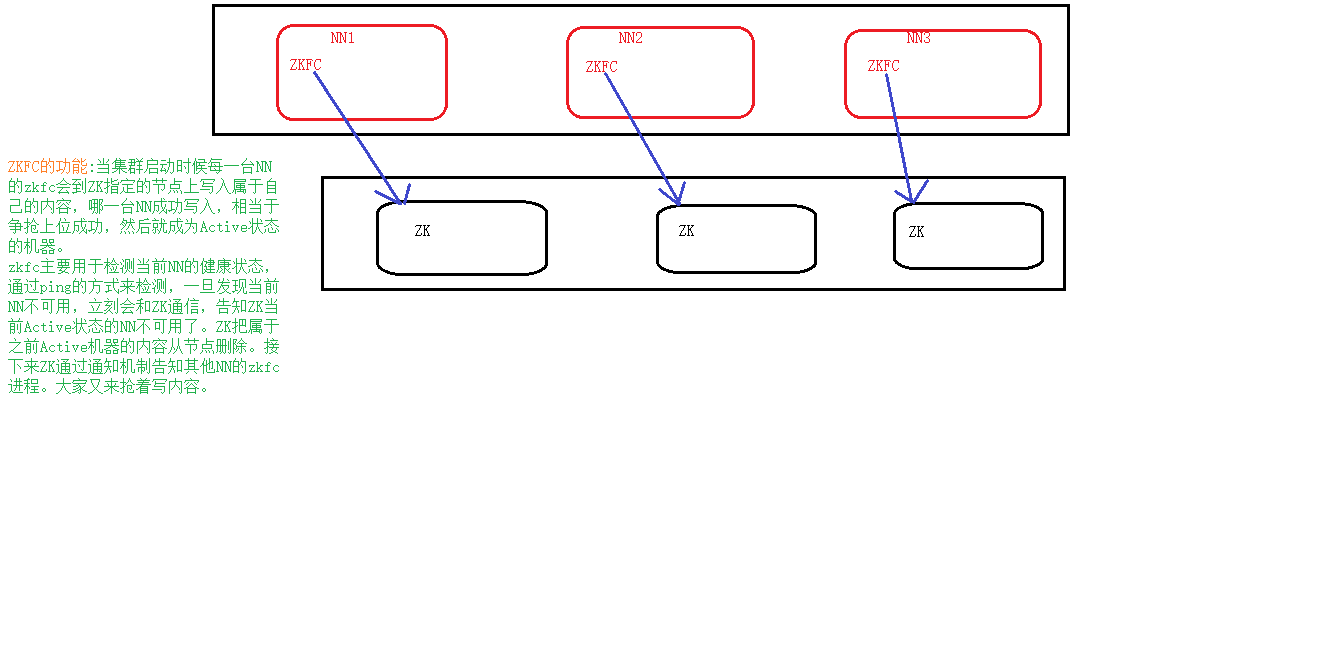 NN1
NN2
NN3
ZKFC
ZKFC
ZKFC
ZKFC的功能:当集群启动时候每一台NN
的zkfc会到ZK指定的节点上写入属于自
己的内容，哪一台NN成功写入，相当于
争抢上位成功，然后就成为Active状态
的机器。
zkfc主要用于检测当前NN的健康状态，
通过ping的方式来检测，一旦发现当前
NN不可用，立刻会和ZK通信，告知ZK当
前Active状态的NN不可用了。ZK把属于
之前Active机器的内容从节点删除。接
下来ZK通过通知机制告知其他NN的zkfc
进程。大家又来抢着写内容。
ZK
ZK
ZK